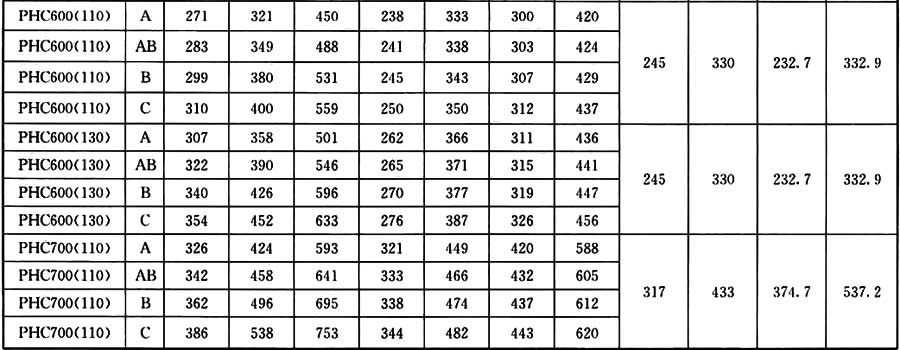 PHC600(110) A 271 321 450 238 333 300 420 245 330 232.7 332.9
PHC600(110) AB 283 349 488 241 338 303 424
PHC600(110) B 299 380 531 245 343 307 429
PHC600(110) C 310 400 559 250 350 312 437
PHC600(130) A 307 358 501 262 366 311 436 245 330 232.7 332.9
PHC600(130) AB 322 390 546 265 371 315 441
PHC600(130) B 340 426 596 270 377 319 447
PHC600(130) C 354 452 633 276 387 326 456
PHC700(110) A 326 424 593 321 449 420 588 317 433 374.7 537.2
PHC700(110) AB 342 458 641 333 466 432 605
PHC700(110) B 362 496 695 338 474 437 612
PHC700(110) C 386 538 753 344 482 443 620